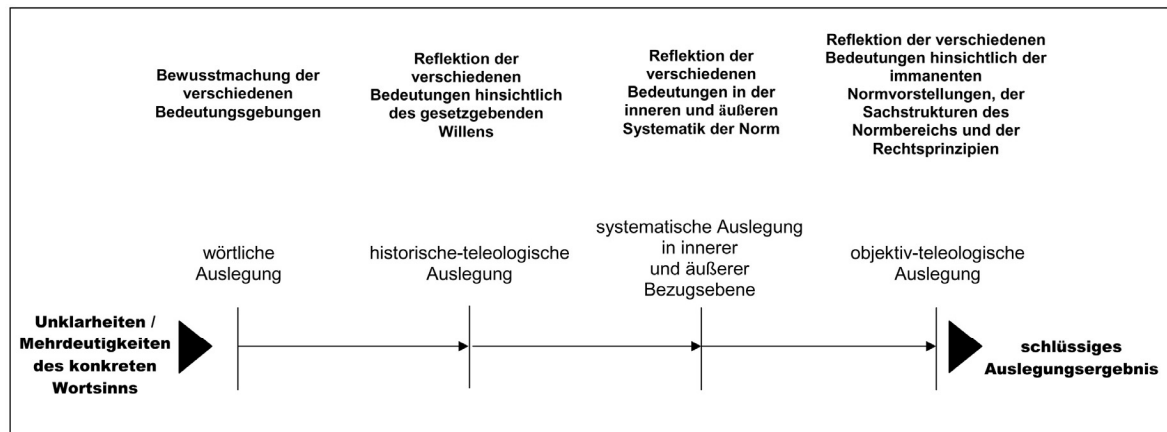 Bewusstmachung der
verschiedenen
Bedeutungsgebungen
Reflektion der
verschiedenen
Bedeutungen hinsichtlich
des gesetzgebenden
Willens
Reflektion der
verschiedenen
Bedeutungen in der
inneren und äußeren
Systematik der Norm
Reflektion der verschiedenen
Bedeutungen hinsichtlich der
immanenten
Normvorstellungen, der
Sachstrukturen des
Normbereichs und der
Rechtsprinzipien
wörtliche
Auslegung
historische-teleologische
Auslegung
systematische Auslegung
in innerer
und äußerer
Bezugsebene
objektiv-teleologische
Auslegung
Unklarheiten /
Mehrdeutigkeiten
des konkreten
Wortsinns
schlüssiges
Auslegungsergebnis